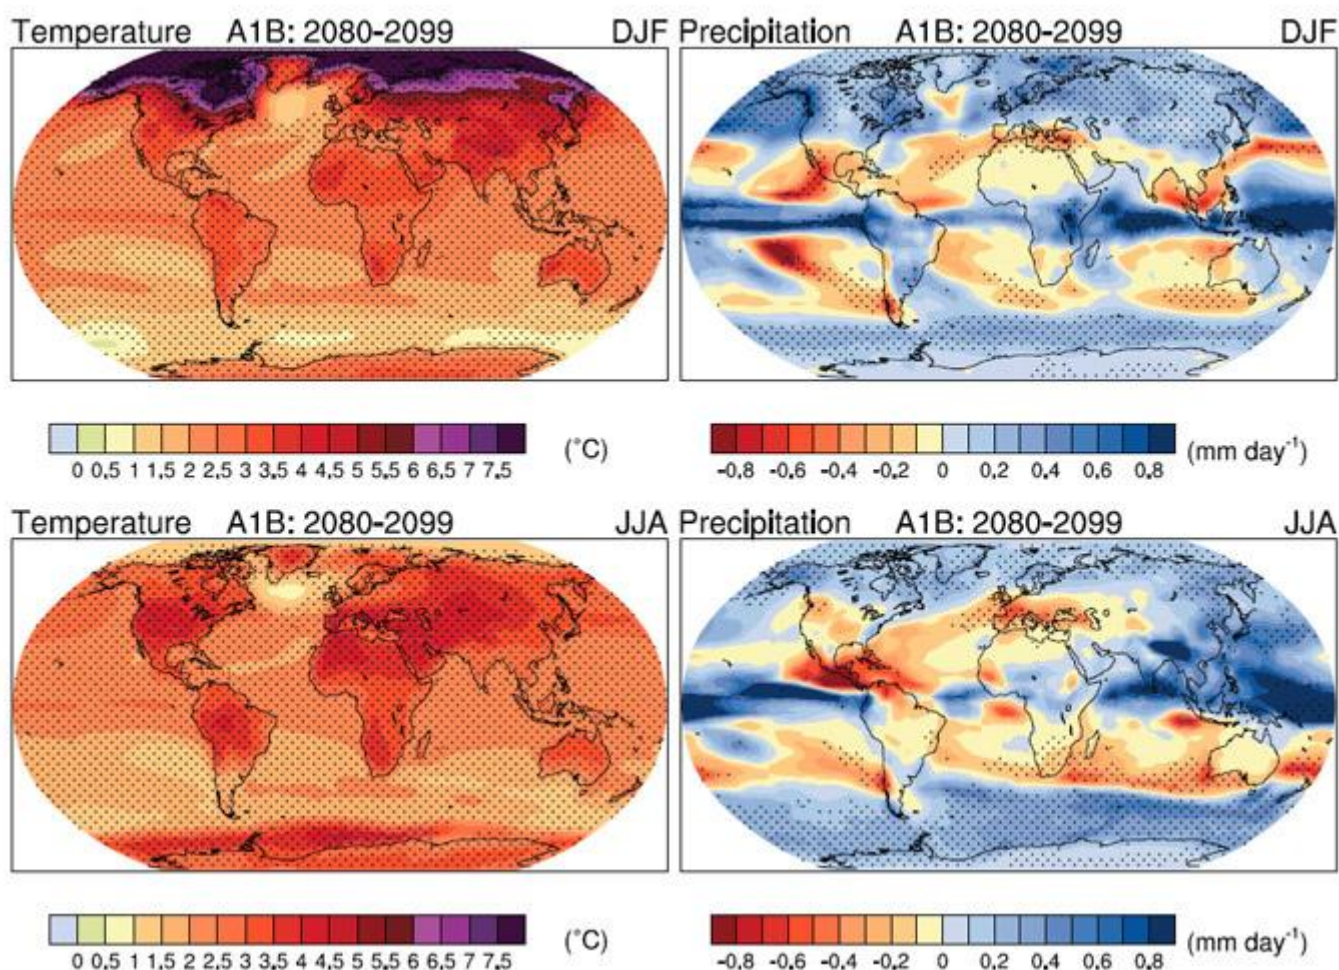 Temperature A1B: 2080-2099 DJF
Precipitation A1B: 2080-2099 DJF
0 0.5 1 1.5 2 2.5 3 3.5 4 4.5 5 5.5 6 6.5 7 7.5 (°C)
-0.8 -0.6 -0.4 -0.2 0 0.2 0.4 0.6 0.8 (mm day⁻¹)
Temperature A1B: 2080-2099 JJA
Precipitation A1B: 2080-2099 JJA
0 0.5 1 1.5 2 2.5 3 3.5 4 4.5 5 5.5 6 6.5 7 7.5 (°C)
-0.8 -0.6 -0.4 -0.2 0 0.2 0.4 0.6 0.8 (mm day⁻¹)